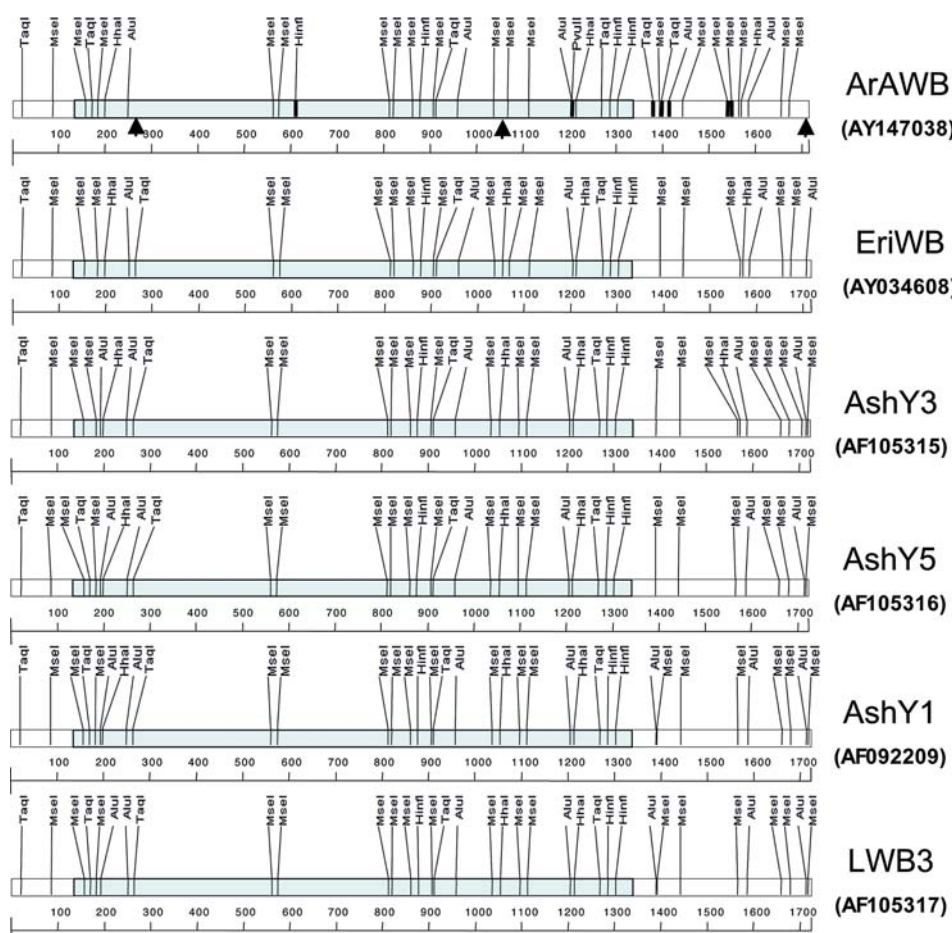 TaqI MseI MseI TaqI MseI HhaI AluI MseI MseI HinfI MseI MseI MseI HinfI MseI TaqI AluI MseI MseI MseI AluI PvuII HhaI TaqI HinfI HinfI TaqI MseI TaqI AluI MseI MseI MseI MseI HhaI AluI MseI MseI
ArAWB
(AY147038)
100 200 300 400 500 600 700 800 900 1000 1100 1200 1300 1400 1500 1600
TaqI MseI MseI MseI HhaI AluI TaqI MseI MseI MseI MseI MseI HinfI MseI TaqI AluI MseI HhaI MseI MseI AluI HhaI TaqI HinfI HinfI MseI MseI MseI HhaI AluI MseI MseI AluI
EriWB
(AY034608)
100 200 300 400 500 600 700 800 900 1000 1100 1200 1300 1400 1500 1600 1700
TaqI MseI MseI MseI AluI HhaI AluI TaqI MseI MseI MseI MseI MseI HinfI MseI TaqI AluI MseI HhaI MseI MseI AluI HhaI TaqI HinfI HinfI MseI MseI MseI HhaI AluI MseI MseI MseI AluI MseI
AshY3
(AF105315)
100 200 300 400 500 600 700 800 900 1000 1100 1200 1300 1400 1500 1600 1700
TaqI MseI MseI TaqI MseI AluI HhaI AluI TaqI MseI MseI MseI MseI MseI HinfI MseI TaqI AluI MseI HhaI MseI MseI AluI HhaI TaqI HinfI HinfI MseI MseI MseI AluI MseI MseI AluI MseI
AshY5
(AF105316)
100 200 300 400 500 600 700 800 900 1000 1100 1200 1300 1400 1500 1600 1700
TaqI MseI MseI TaqI MseI AluI HhaI AluI TaqI MseI MseI MseI MseI MseI HinfI MseI TaqI AluI MseI HhaI MseI MseI AluI HhaI TaqI HinfI HinfI AluI MseI MseI MseI AluI MseI MseI AluI MseI
AshY1
(AF092209)
100 200 300 400 500 600 700 800 900 1000 1100 1200 1300 1400 1500 1600 1700
TaqI MseI MseI TaqI MseI AluI AluI TaqI MseI MseI MseI MseI MseI HinfI MseI TaqI AluI MseI HhaI MseI MseI AluI HhaI TaqI HinfI HinfI AluI MseI MseI MseI AluI MseI MseI AluI MseI
LWB3
(AF105317)
100 200 300 400 500 600 700 800 900 1000 1100 1200 1300 1400 1500 1600 1700